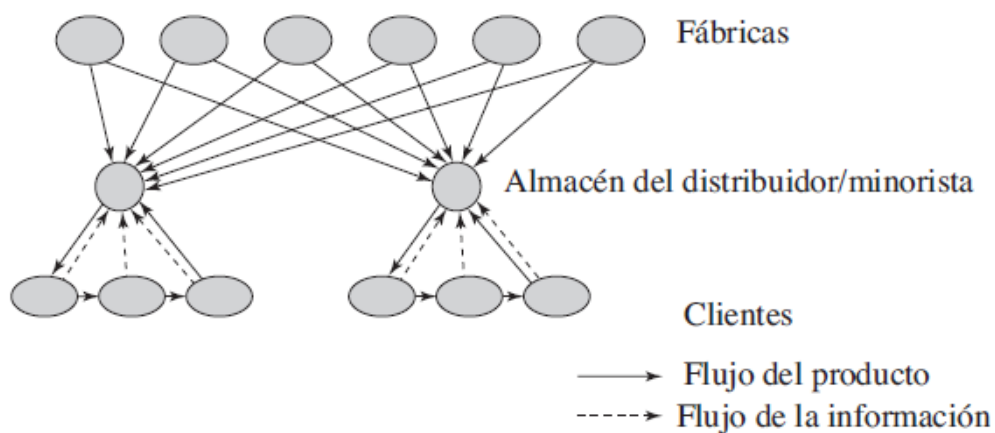 Fábricas
Almacén del distribuidor/minorista
Clientes
Flujo del producto
Flujo de la información